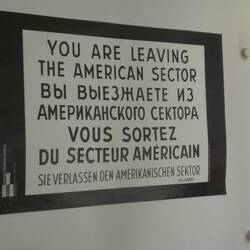 YOU ARE LEAVING
THE AMERICAN SECTOR
ВЫ ВЫЕЗЖАЕТЕ ИЗ
АМЕРИКАНСКОГО СЕКТОРА
VOUS SORTEZ
DU SECTEUR AMÉRICAIN
SIE VERLASSEN DEN AMERIKANISCHEN SEKTOR